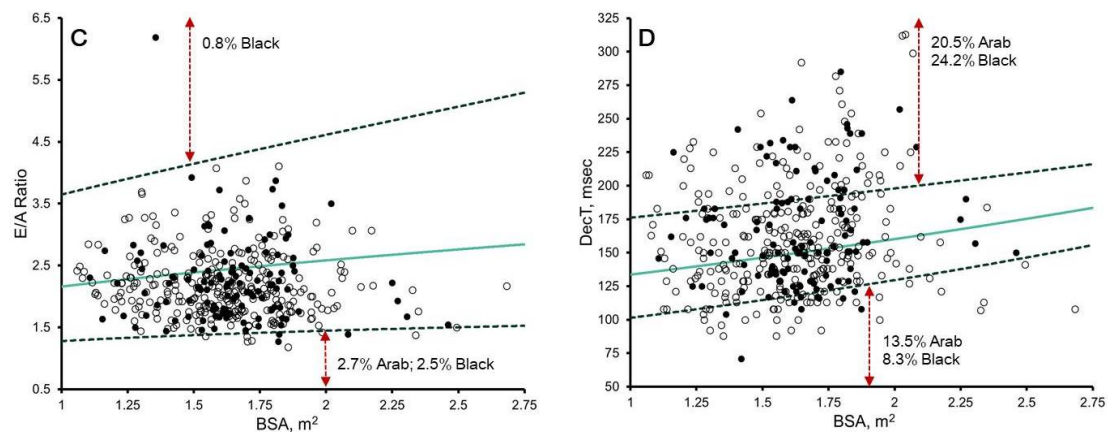 C
E/A Ratio
6.5
5.5
4.5
3.5
2.5
1.5
0.5
0.8% Black
2.7% Arab; 2.5% Black
1 1.25 1.5 1.75 2 2.25 2.5 2.75
BSA, m²
D
DecT, msec
325
300
275
250
225
200
175
150
125
100
75
50
20.5% Arab
24.2% Black
13.5% Arab
8.3% Black
1 1.25 1.5 1.75 2 2.25 2.5 2.75
BSA, m²